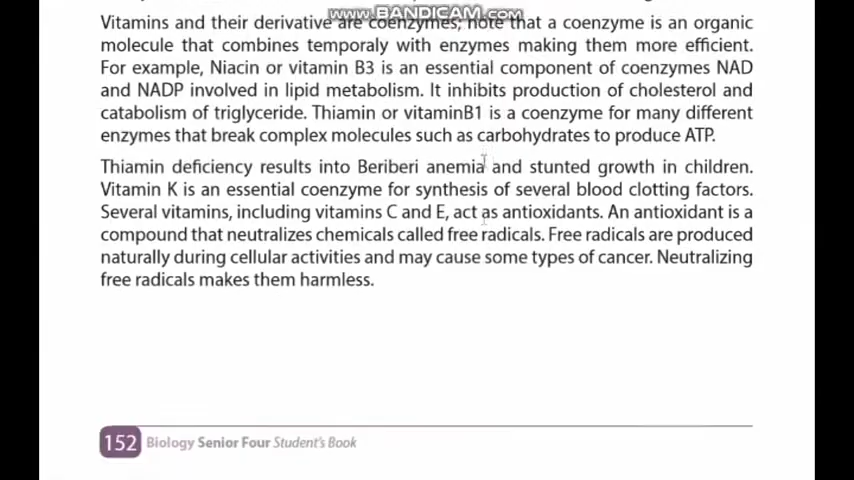 www.BANDICAM.com
Vitamins and their derivative are coenzymes; note that a coenzyme is an organic
molecule that combines temporaly with enzymes making them more efficient.
For example, Niacin or vitamin B3 is an essential component of coenzymes NAD
and NADP involved in lipid metabolism. It inhibits production of cholesterol and
catabolism of triglyceride. Thiamin or vitaminB1 is a coenzyme for many different
enzymes that break complex molecules such as carbohydrates to produce ATP.
Thiamin deficiency results into Beriberi anemia and stunted growth in children.
Vitamin K is an essential coenzyme for synthesis of several blood clotting factors.
Several vitamins, including vitamins C and E, act as antioxidants. An antioxidant is a
compound that neutralizes chemicals called free radicals. Free radicals are produced
naturally during cellular activities and may cause some types of cancer. Neutralizing
free radicals makes them harmless.
152 Biology Senior Four Student's Book